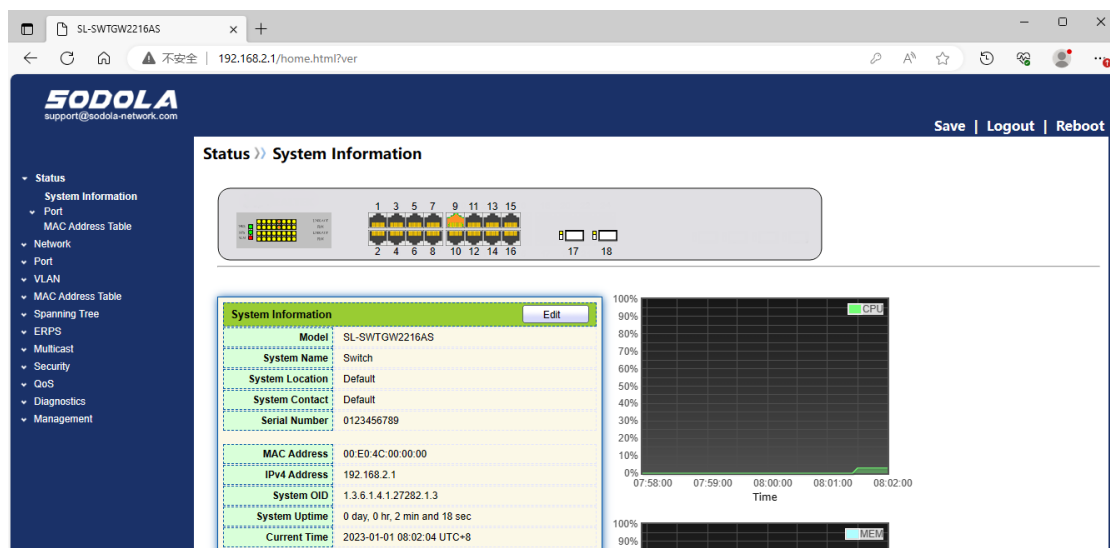 SL-SWTGW2216AS
不安全 | 192.168.2.1/home.html?ver
SODOLA
support@sodola-network.com
Save | Logout | Reboot
Status » System Information
Status
System Information
Port
MAC Address Table
Network
Port
VLAN
MAC Address Table
Spanning Tree
ERPS
Multicast
Security
QoS
Diagnostics
Management
1 3 5 7 9 11 13 15
2 4 6 8 10 12 14 16 17 18
System Information Edit
Model SL-SWTGW2216AS
System Name Switch
System Location Default
System Contact Default
Serial Number 0123456789
MAC Address 00:E0:4C:00:00:00
IPv4 Address 192.168.2.1
System OID 1.3.6.1.4.1.27282.1.3
System Uptime 0 day, 0 hr, 2 min and 18 sec
Current Time 2023-01-01 08:02:04 UTC+8
CPU
100%
90%
80%
70%
60%
50%
40%
30%
20%
10%
0%
07:58:00 07:59:00 08:00:00 08:01:00 08:02:00
Time
MEM
100%
90%